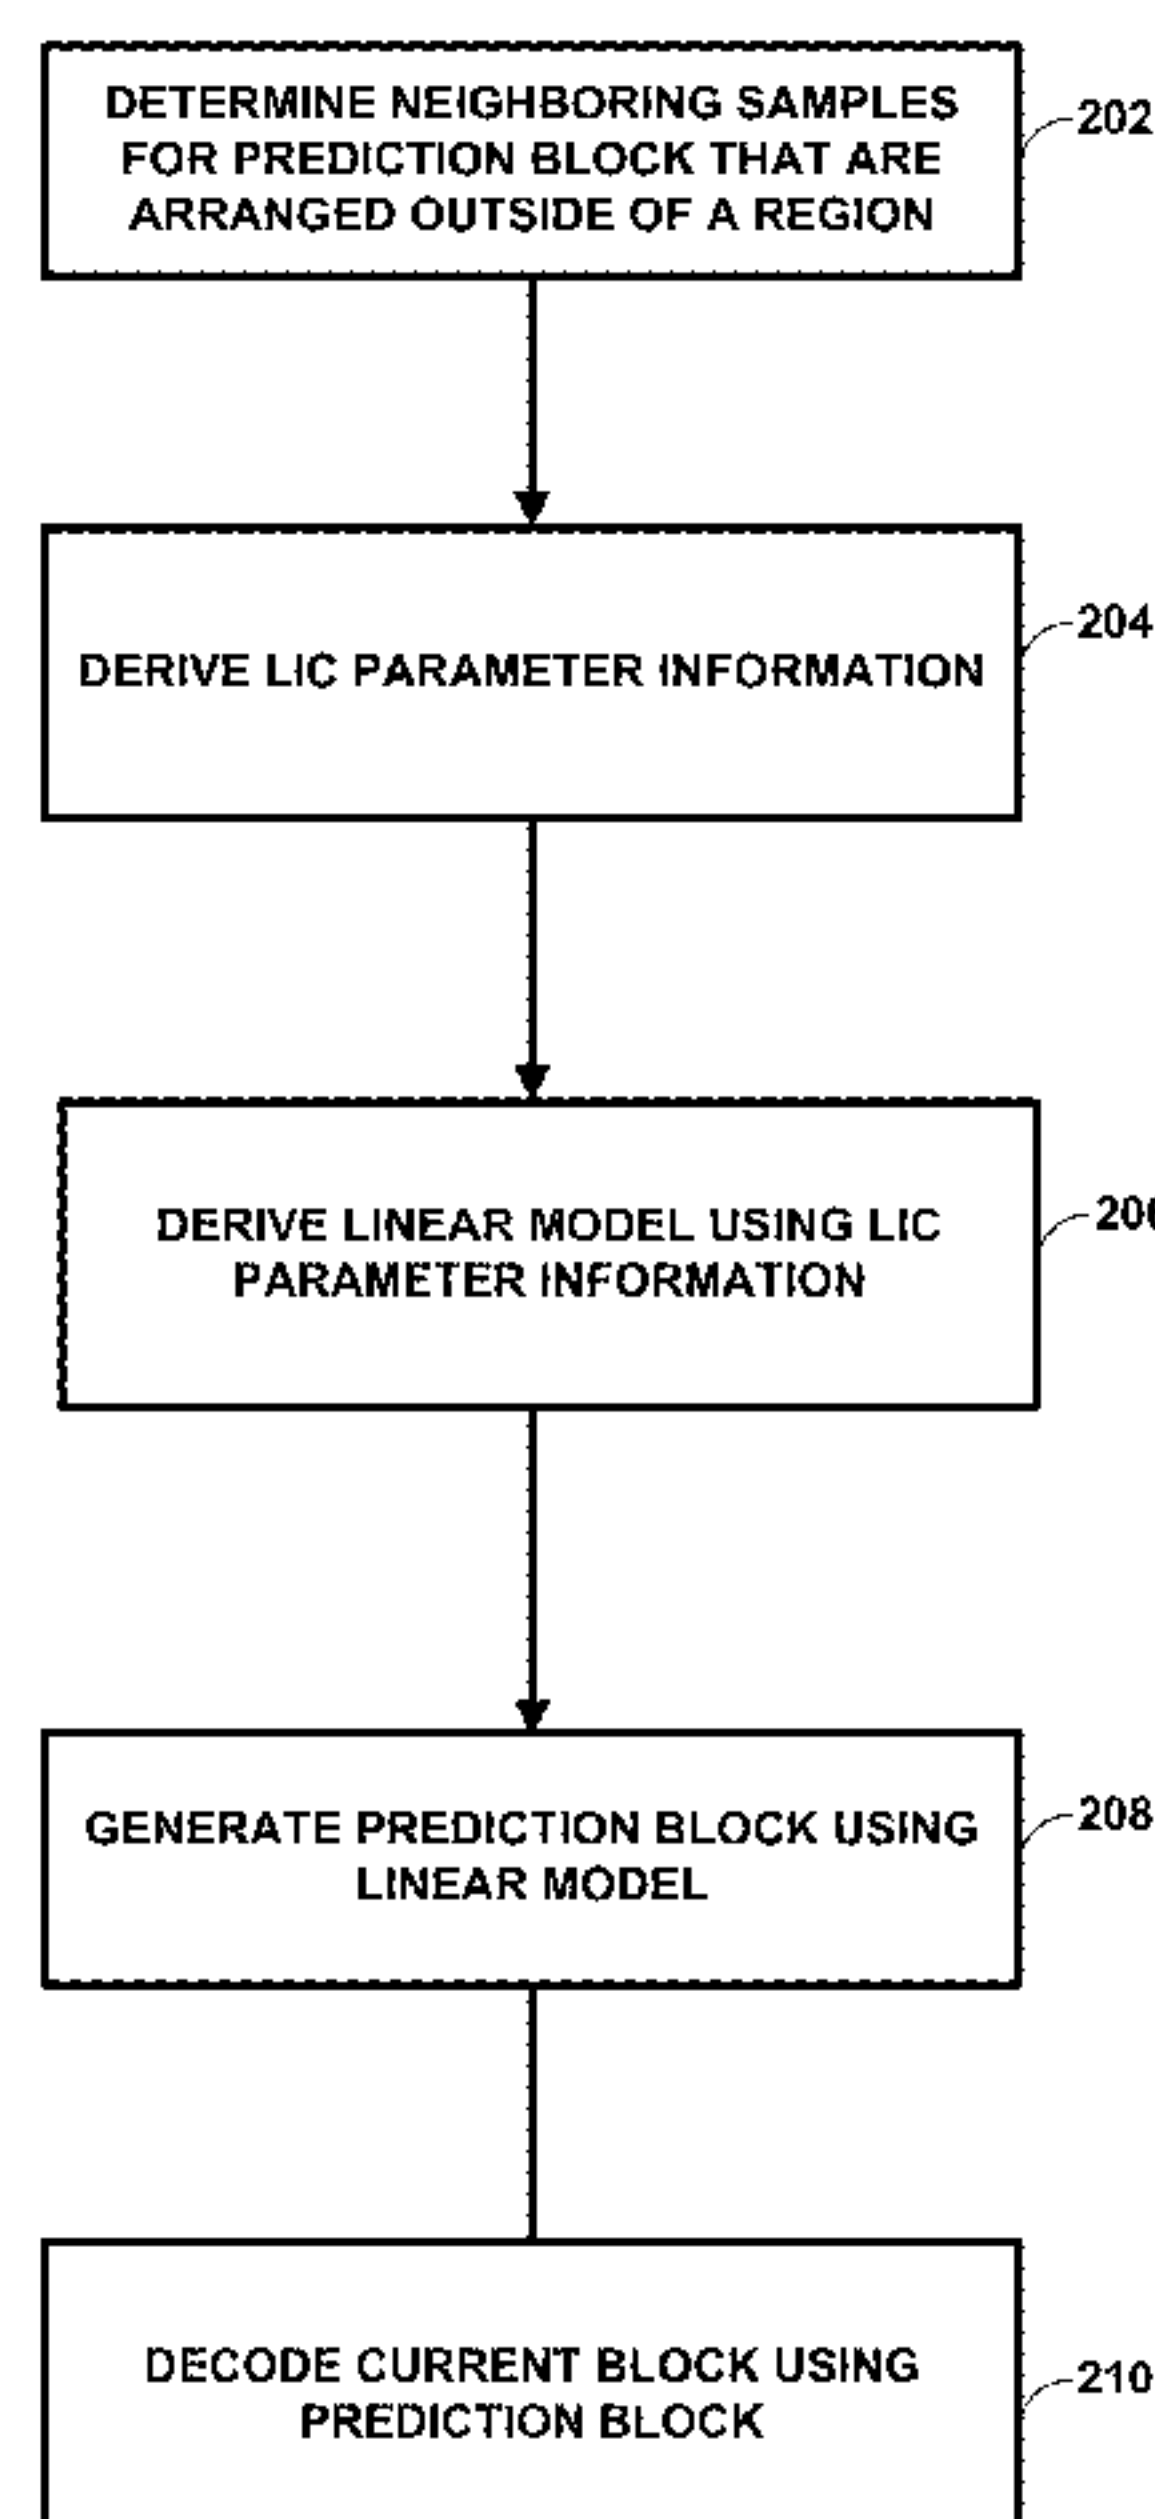 DETERMINE NEIGHBORING SAMPLES
FOR PREDICTION BLOCK THAT ARE
ARRANGED OUTSIDE OF A REGION
202
DERIVE LIC PARAMETER INFORMATION
204
DERIVE LINEAR MODEL USING LIC
PARAMETER INFORMATION
GENERATE PREDICTION BLOCK USING
LINEAR MODEL
208
DECODE CURRENT BLOCK USING
PREDICTION BLOCK
210